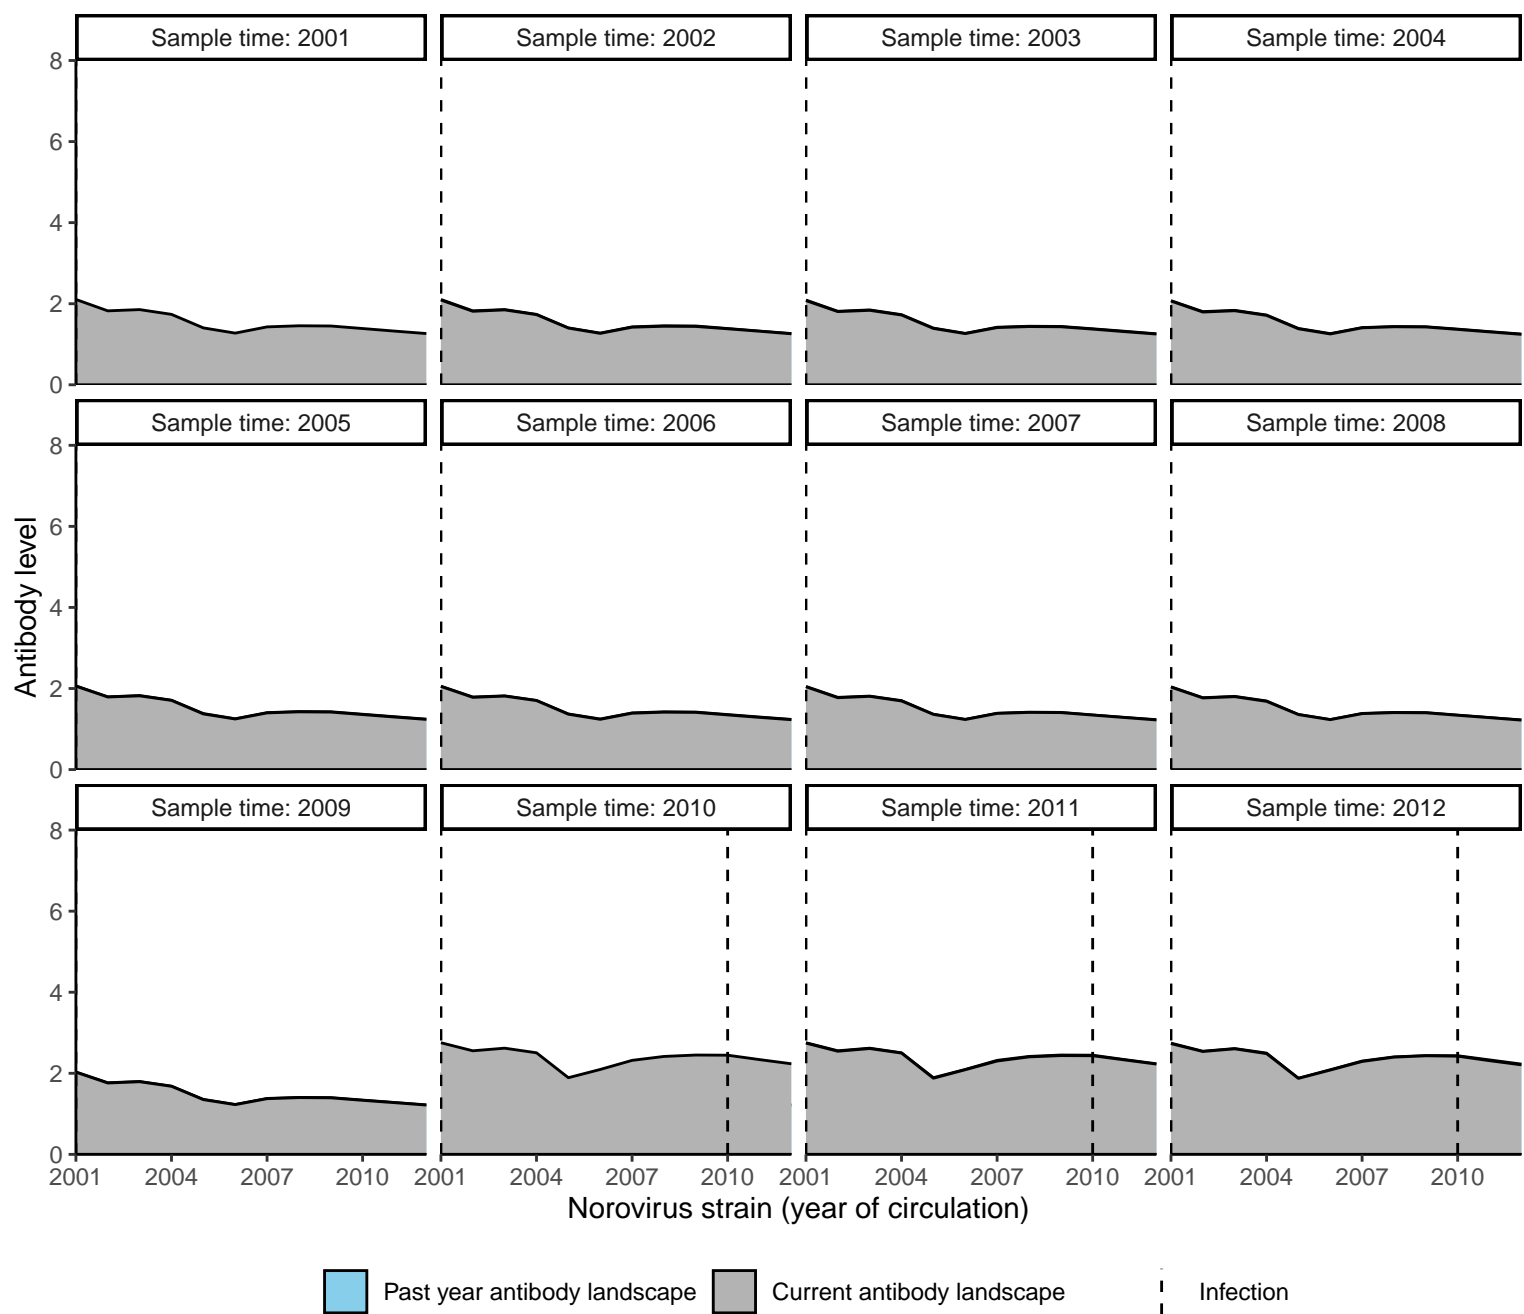 Sample time: 2001 Sample time: 2002 Sample time: 2003 Sample time: 2004
8
6
4
2
0
Sample time: 2005 Sample time: 2006 Sample time: 2007 Sample time: 2008
8
6
4
2
0
Sample time: 2009 Sample time: 2010 Sample time: 2011 Sample time: 2012
8
6
4
2
0
Antibody level
2001 2004 2007 2010 2001 2004 2007 2010 2001 2004 2007 2010 2001 2004 2007 2010
Norovirus strain (year of circulation)
Past year antibody landscape Current antibody landscape Infection